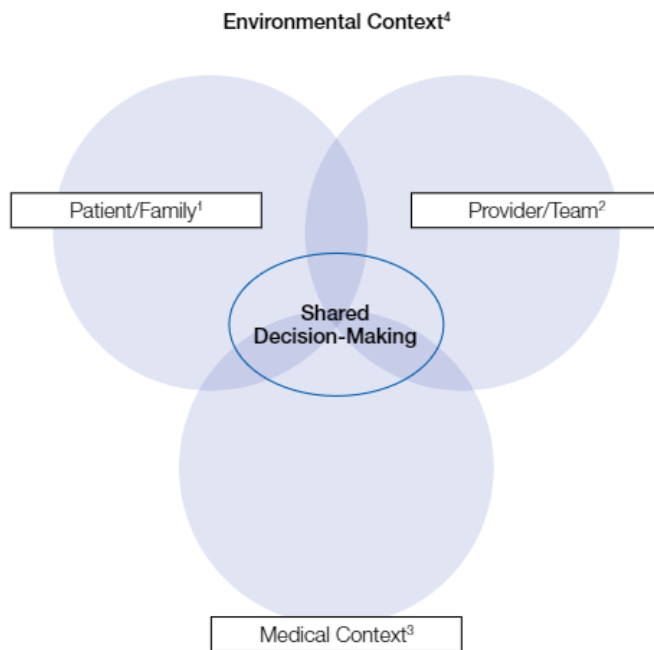 Environmental Context⁴
Patient/Family¹
Provider/Team²
Shared
Decision-Making
Medical Context³